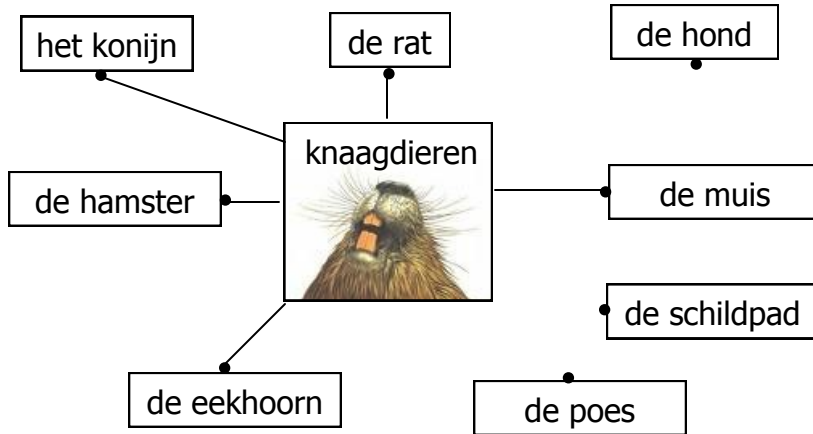 het konijn
de rat
de hond
knaagdieren
de hamster
de muis
de schildpad
de eekhoorn
de poes